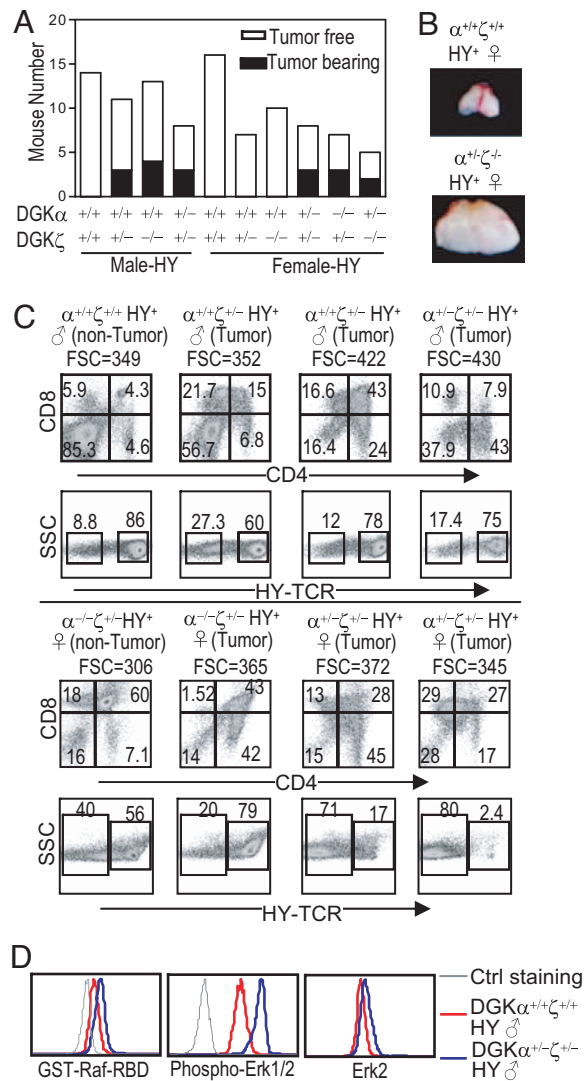 A
Tumor free
Tumor bearing
Mouse Number
20
15
10
5
0
DGKα +/+ +/+ +/+ +/− +/+ +/+ +/+ +/− −/− +/−
DGKζ +/+ +/− −/− +/− +/+ +/− −/− +/− +/− −/−
Male-HY Female-HY
B
α+/+ζ+/+
HY+ ♀
α+/-ζ-/-
HY+ ♀
C
α+/+ζ+/+ HY+ α+/+ζ+/− HY+ α+/−ζ+/− HY+ α+/−ζ+/− HY+
♂ (non-Tumor) ♂ (Tumor) ♂ (Tumor) ♂ (Tumor)
FSC=349 FSC=352 FSC=422 FSC=430
CD8
5.9 4.3 21.7 15 16.6 43 10.9 7.9
85.3 4.6 56.7 6.8 16.4 24 37.9 43
CD4
SSC
8.8 86 27.3 60 12 78 17.4 75
HY-TCR
α−/−ζ+/−HY+ α−/−ζ+/− HY+ α+/−ζ+/− HY+ α+/−ζ+/− HY+
♀ (non-Tumor) ♀ (Tumor) ♀ (Tumor) ♀ (Tumor)
FSC=306 FSC=365 FSC=372 FSC=345
CD8
18 60 1.52 43 13 28 29 27
16 7.1 14 42 15 45 28 17
CD4
SSC
40 56 20 79 71 17 80 2.4
HY-TCR
D
GST-Raf-RBD Phospho-Erk1/2 Erk2
Ctrl staining
DGKα+/+ζ+/+
HY ♂
DGKα+/−ζ+/−
HY ♂